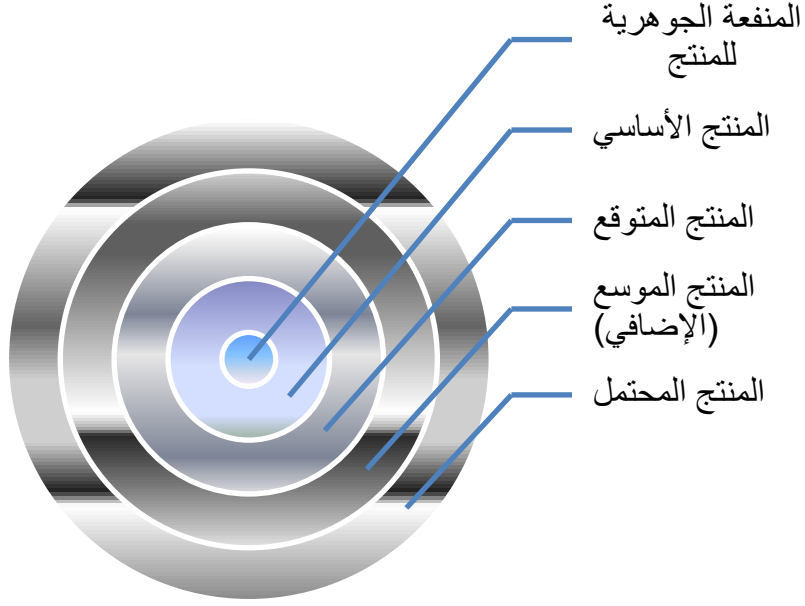 المنفعة الجوهرية
للمنتج
المنتج الأساسي
المنتج المتوقع
المنتج الموسع
(الإضافي)
المنتج المحتمل